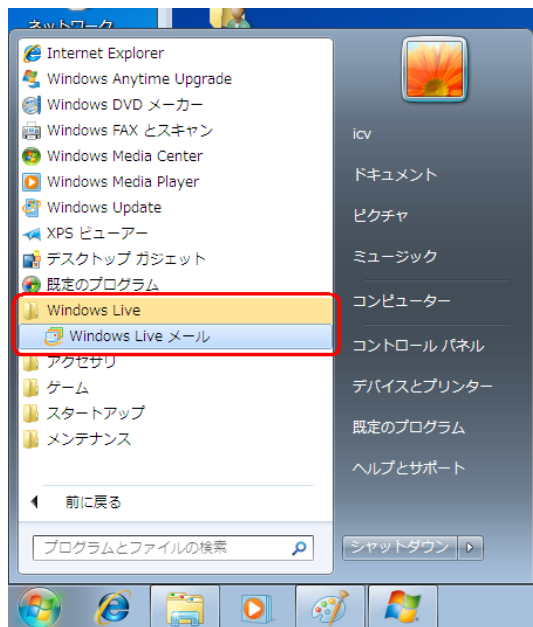 ネットワーク
Internet Explorer
Windows Anytime Upgrade
Windows DVD メーカー
Windows FAX とスキャン
Windows Media Center
Windows Media Player
Windows Update
XPS ビューアー
デスクトップ ガジェット
既定のプログラム
Windows Live
Windows Live メール
アクセサリ
ゲーム
スタートアップ
メンテナンス
前に戻る
プログラムとファイルの検索
icv
ドキュメント
ピクチャ
ミュージック
コンピューター
コントロール パネル
デバイスとプリンター
既定のプログラム
ヘルプとサポート
シャットダウン